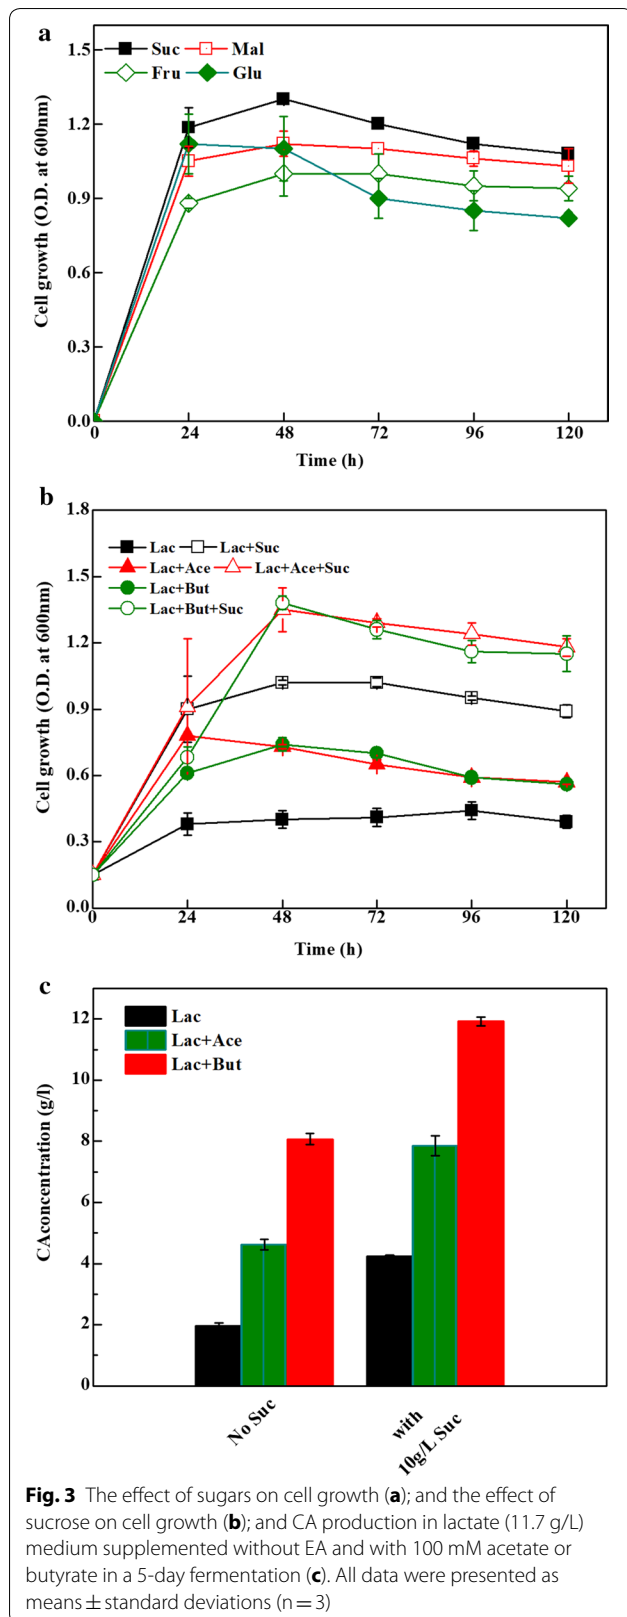 a
Suc Mal
Fru Glu
1.5
1.2
0.9
0.6
0.3
0.0
Cell growth (O.D. at 600nm)
0 24 48 72 96 120
Time (h)
b
1.8
Lac Lac+Suc
Lac+Ace Lac+Ace+Suc
Lac+But
Lac+But+Suc
1.5
1.2
0.9
0.6
0.3
0.0
Cell growth (O.D. at 600nm)
0 24 48 72 96 120
Time (h)
c
Lac
Lac+Ace
Lac+But
12
10
8
6
4
2
0
CAconcentration (g/l)
No Suc
with
10g/L Suc
Fig. 3 The effect of sugars on cell growth (a); and the effect of
sucrose on cell growth (b); and CA production in lactate (11.7 g/L)
medium supplemented without EA and with 100 mM acetate or
butyrate in a 5-day fermentation (c). All data were presented as
means ± standard deviations (n = 3)